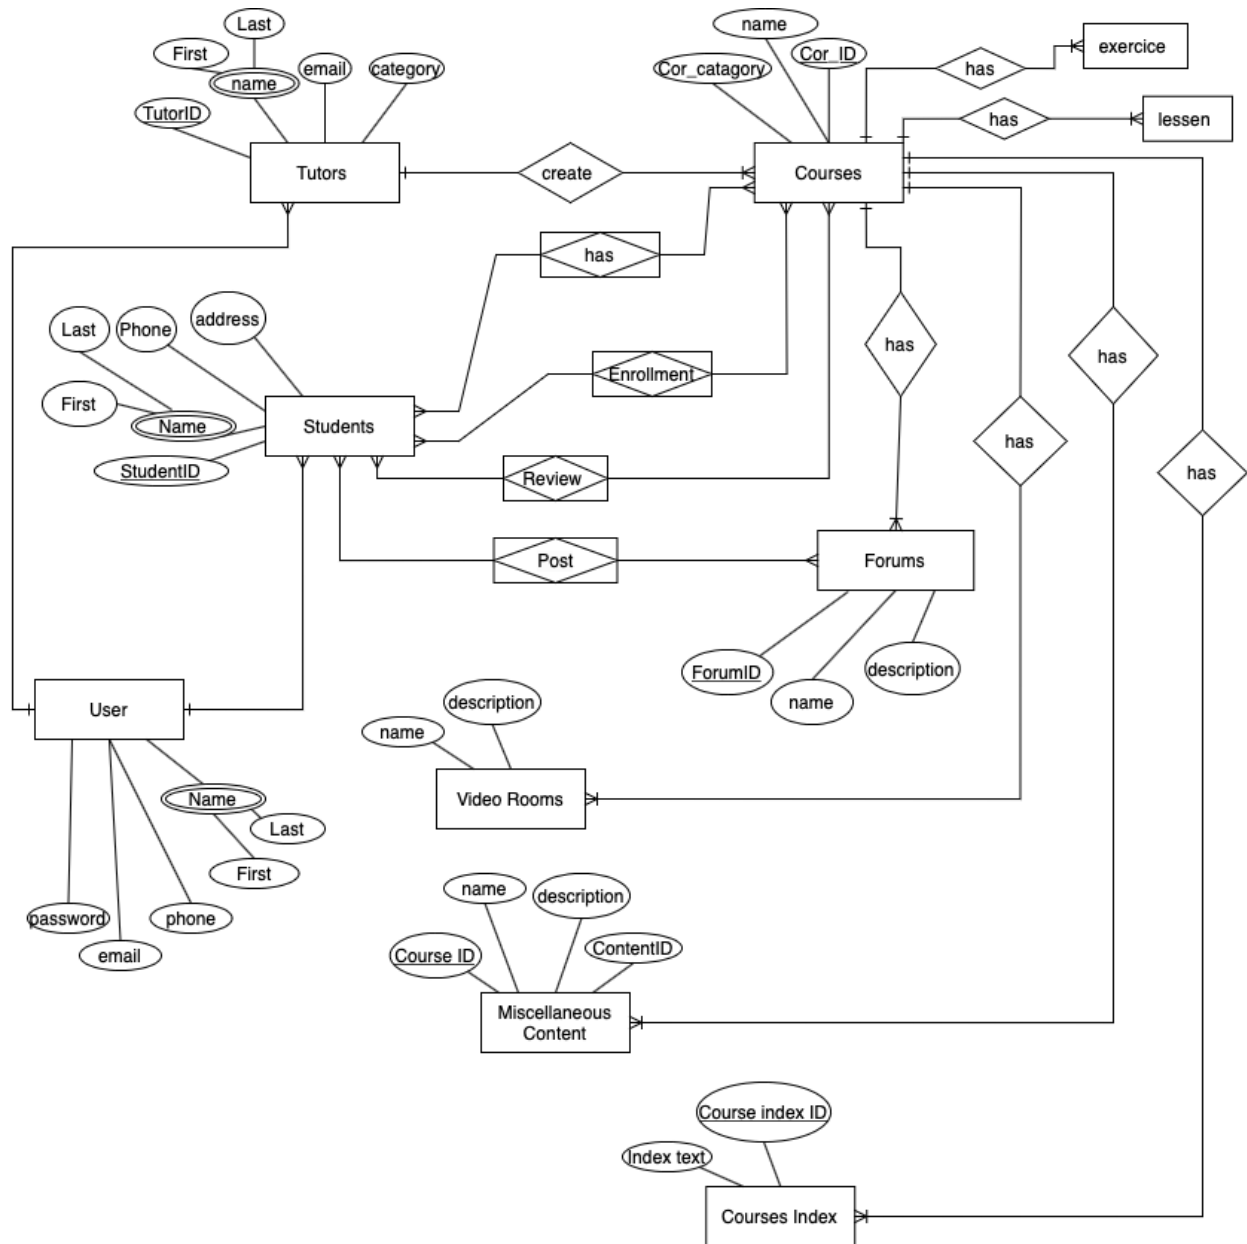 Last
name
First
Cor_ID
exercice
has
name
email
category
Cor_catagory
TutorID
has
lessen
Tutors
create
Courses
has
address
Last
Phone
has
has
Enrollment
First
Name
Students
has
StudentID
Review
has
Post
Forums
ForumID
description
name
User
description
name
Video Rooms
Name
Last
First
name
description
password
phone
email
Course ID
ContentID
Miscellaneous
Content
Course index ID
Index text
Courses Index